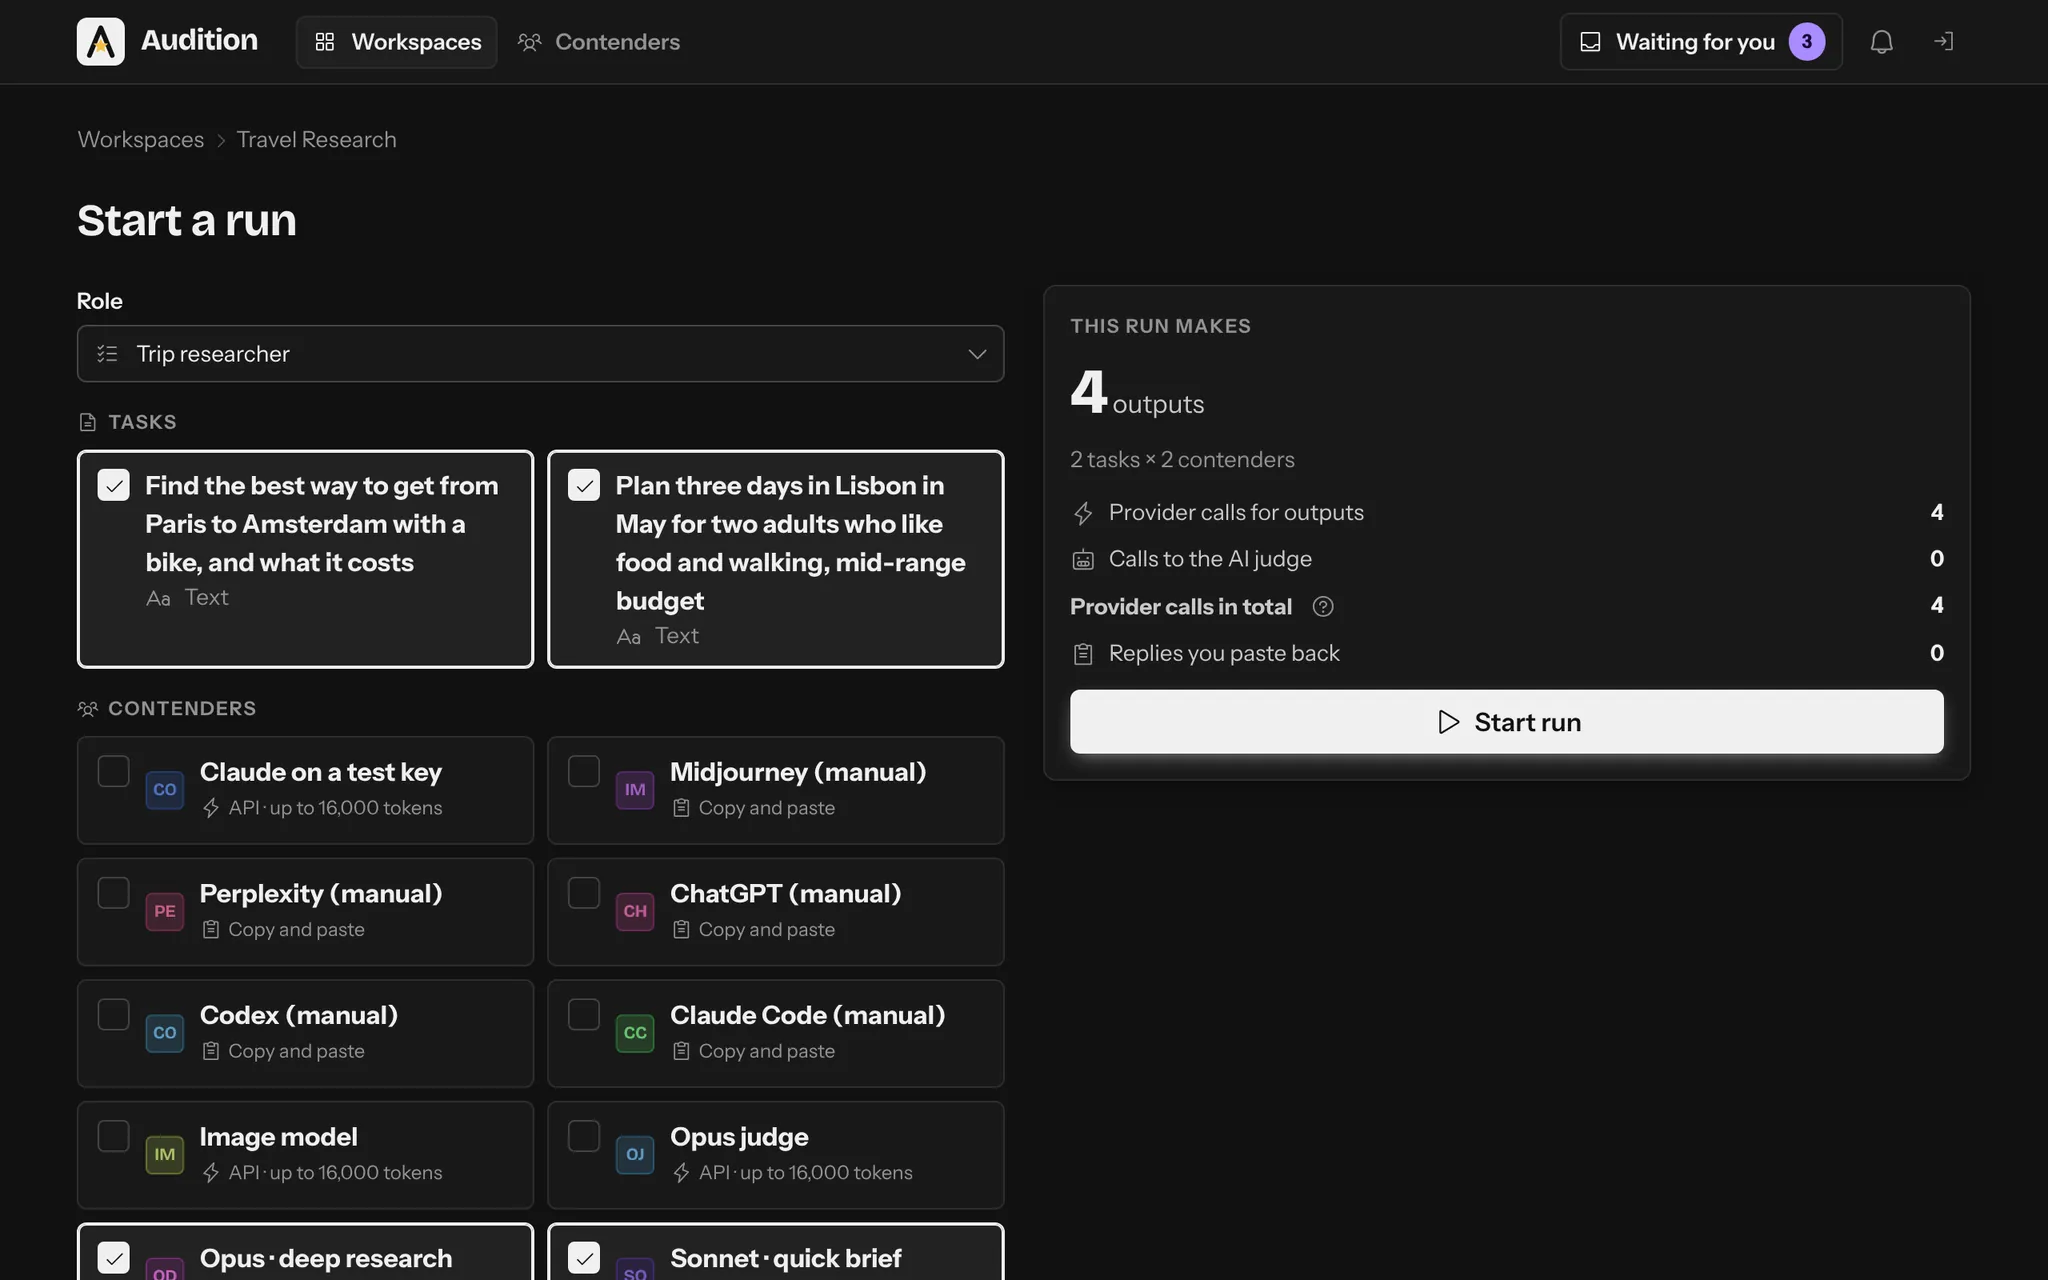 Audition
Workspaces
Contenders
Waiting for you 3
Workspaces > Travel Research
Start a run
Role
Trip researcher
TASKS
Find the best way to get from
Paris to Amsterdam with a
bike, and what it costs
Aa Text
Plan three days in Lisbon in
May for two adults who like
food and walking, mid-range
budget
Aa Text
CONTENDERS
CO
Claude on a test key
API · up to 16,000 tokens
IM
Midjourney (manual)
Copy and paste
PE
Perplexity (manual)
Copy and paste
CH
ChatGPT (manual)
Copy and paste
CO
Codex (manual)
Copy and paste
CC
Claude Code (manual)
Copy and paste
IM
Image model
API · up to 16,000 tokens
OJ
Opus judge
API · up to 16,000 tokens
OD
Opus · deep research
SO
Sonnet · quick brief
THIS RUN MAKES
4 outputs
2 tasks × 2 contenders
Provider calls for outputs 4
Calls to the AI judge 0
Provider calls in total ? 4
Replies you paste back 0
Start run